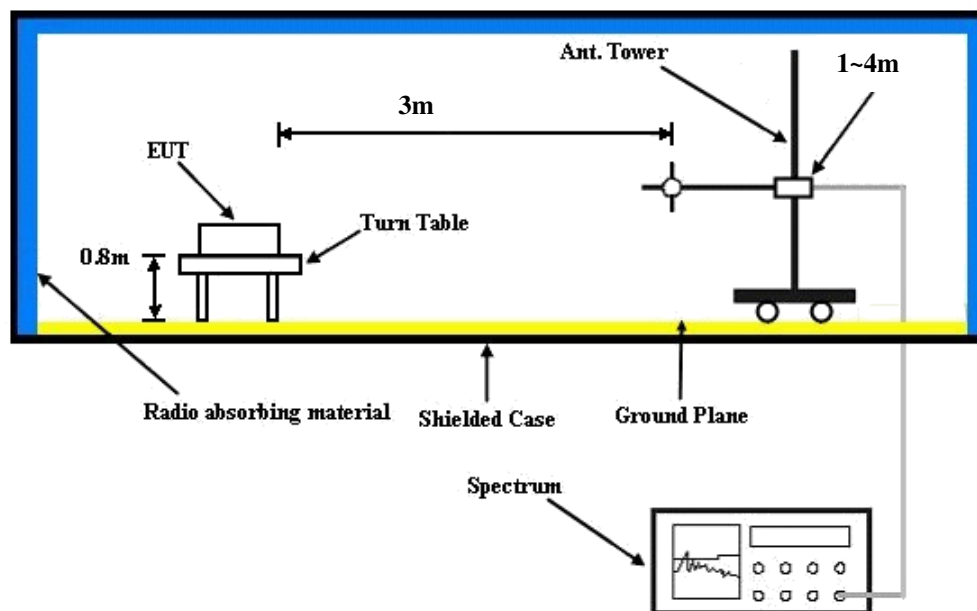 Ant. Tower
1~4m
3m
EUT
Turn Table
0.8m
Radio absorbing material
Shielded Case
Ground Plane
Spectrum